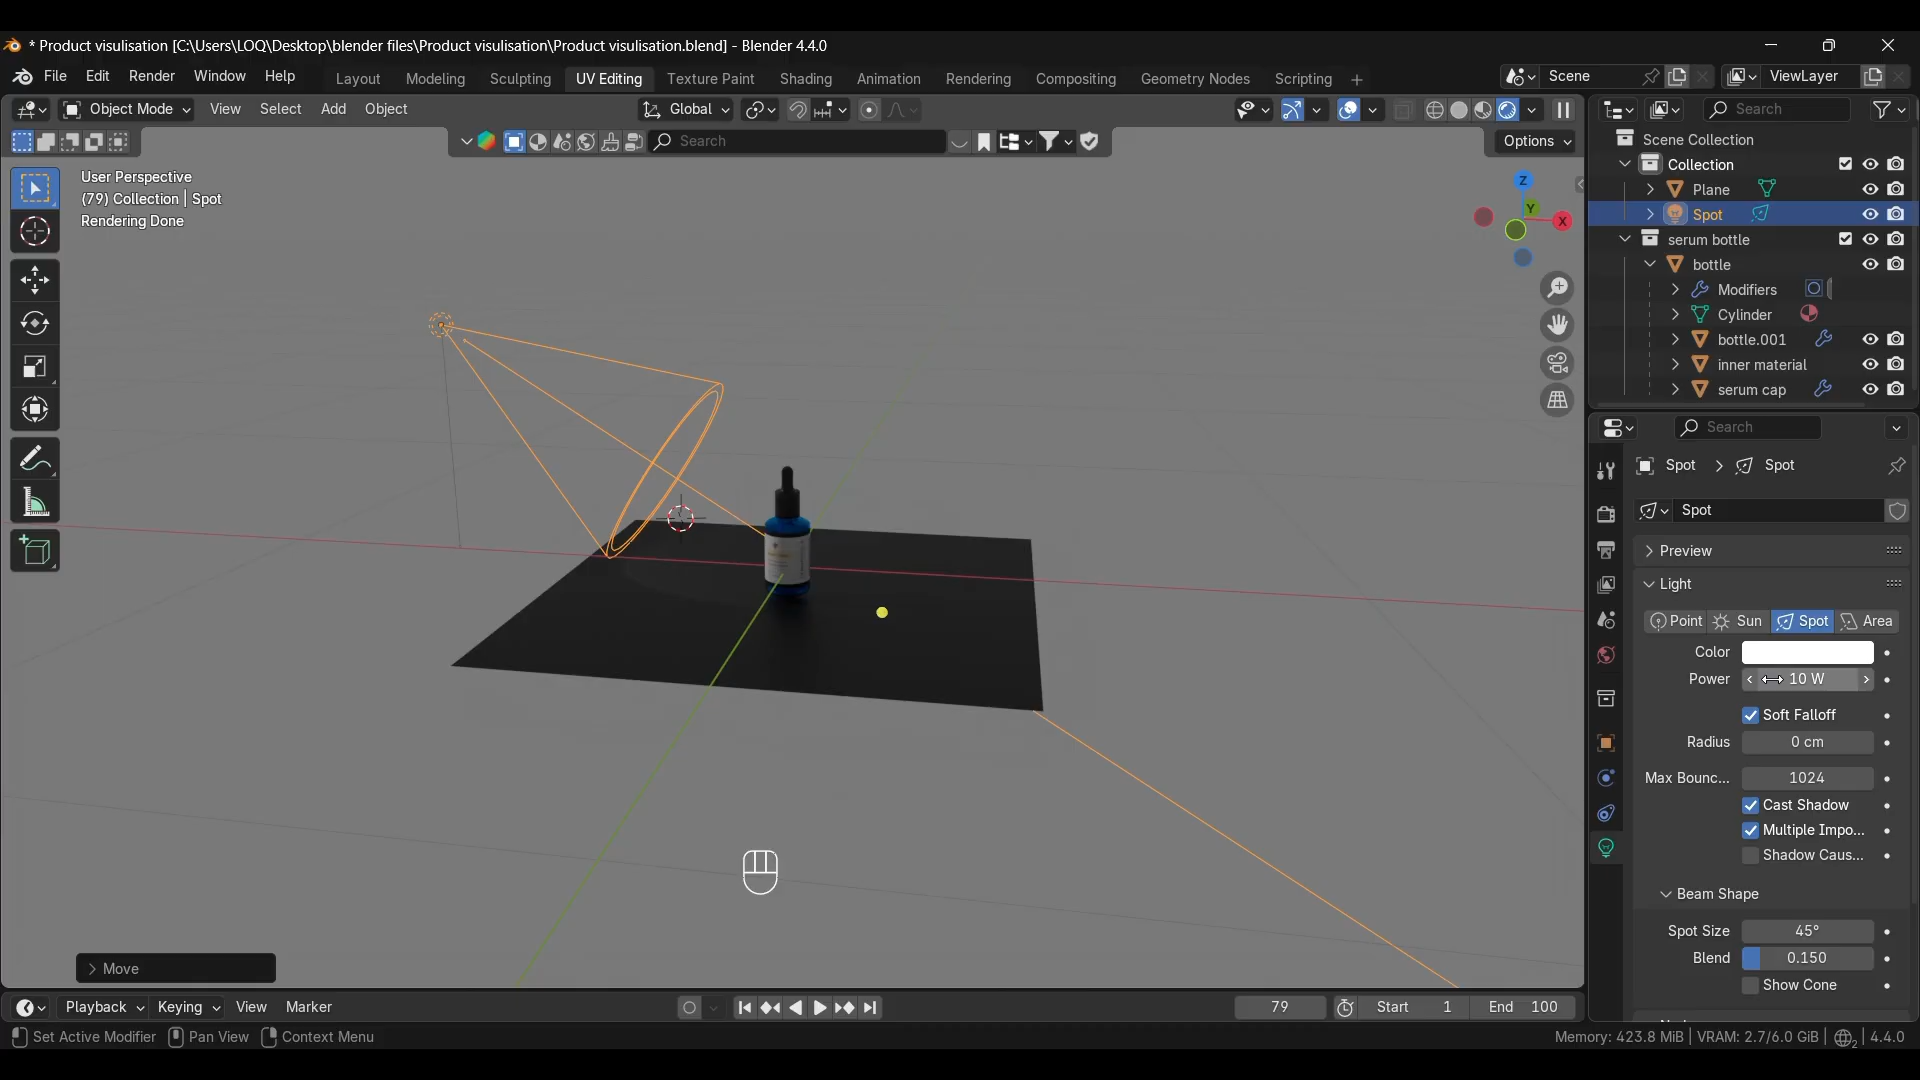 * Product visulisation [C:\Users\LOQ\Desktop\blender files\Product visulisation\Product visulisation.blend] - Blender 4.4.0
File Edit Render Window Help
Layout Modeling Sculpting UV Editing Texture Paint Shading Animation Rendering Compositing Geometry Nodes Scripting +
Scene
ViewLayer
Object Mode View Select Add Object
Global
Search
Search
Options
User Perspective
(79) Collection | Spot
Rendering Done
Z
Y
X
Scene Collection
Collection
Plane
Spot
serum bottle
bottle
Modifiers
Cylinder
bottle.001
inner material
serum cap
Search
Spot > Spot
Spot
Preview
Light
Point Sun Spot Area
Color
Power 10 W
Soft Falloff
Radius 0 cm
Max Bounc... 1024
Cast Shadow
Multiple Impo...
Shadow Caus...
Beam Shape
Spot Size 45°
Blend 0.150
Show Cone
Move
Playback Keying View Marker
79
Start 1
End 100
Set Active Modifier
Pan View
Context Menu
Memory: 423.8 MiB | VRAM: 2.7/6.0 GiB | 2 | 4.4.0